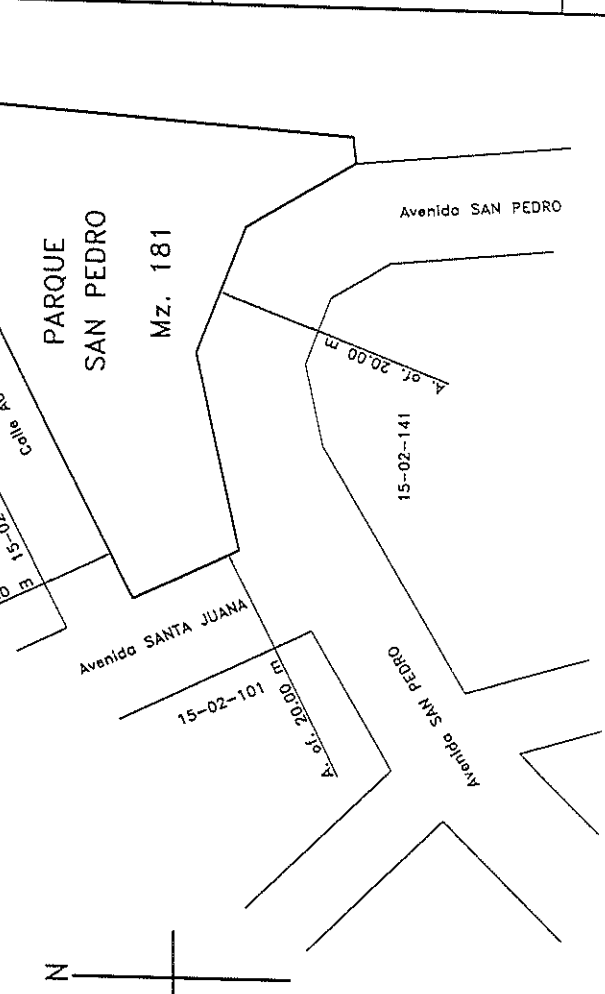 Avenida SAN PEDRO
PARQUE
SAN PEDRO
Mz. 181
A. of. 20.00 m
Calle
15-02-141
Avenida SANTA JUANA
15-02-101
A. of. 20.00 m
Avenida SAN PEDRO
N